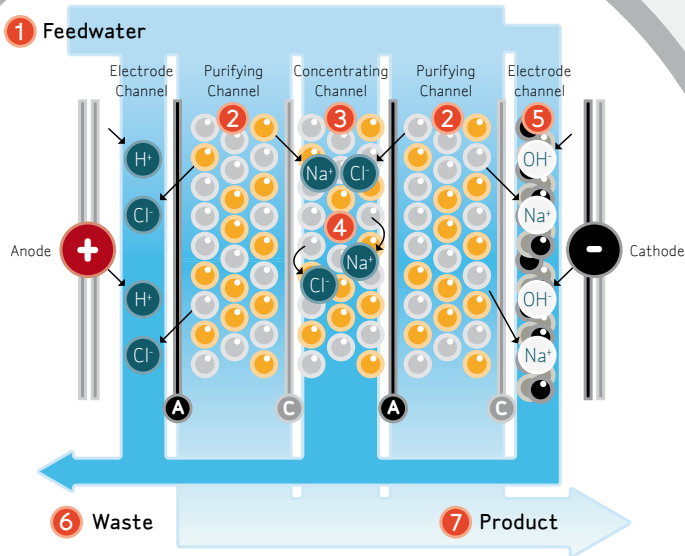 1 Feedwater
Electrode
Channel
Purifying
Channel
Concentrating
Channel
Purifying
Channel
Electrode
channel
2
3
2
5
H⁺
Na⁺ Cl⁻
OH⁻
Cl⁻
Na⁺
4
Anode
+
Na⁺
-
Cathode
Cl⁻
H⁺
OH⁻
Cl⁻
Na⁺
A
C
A
C
6 Waste
7 Product